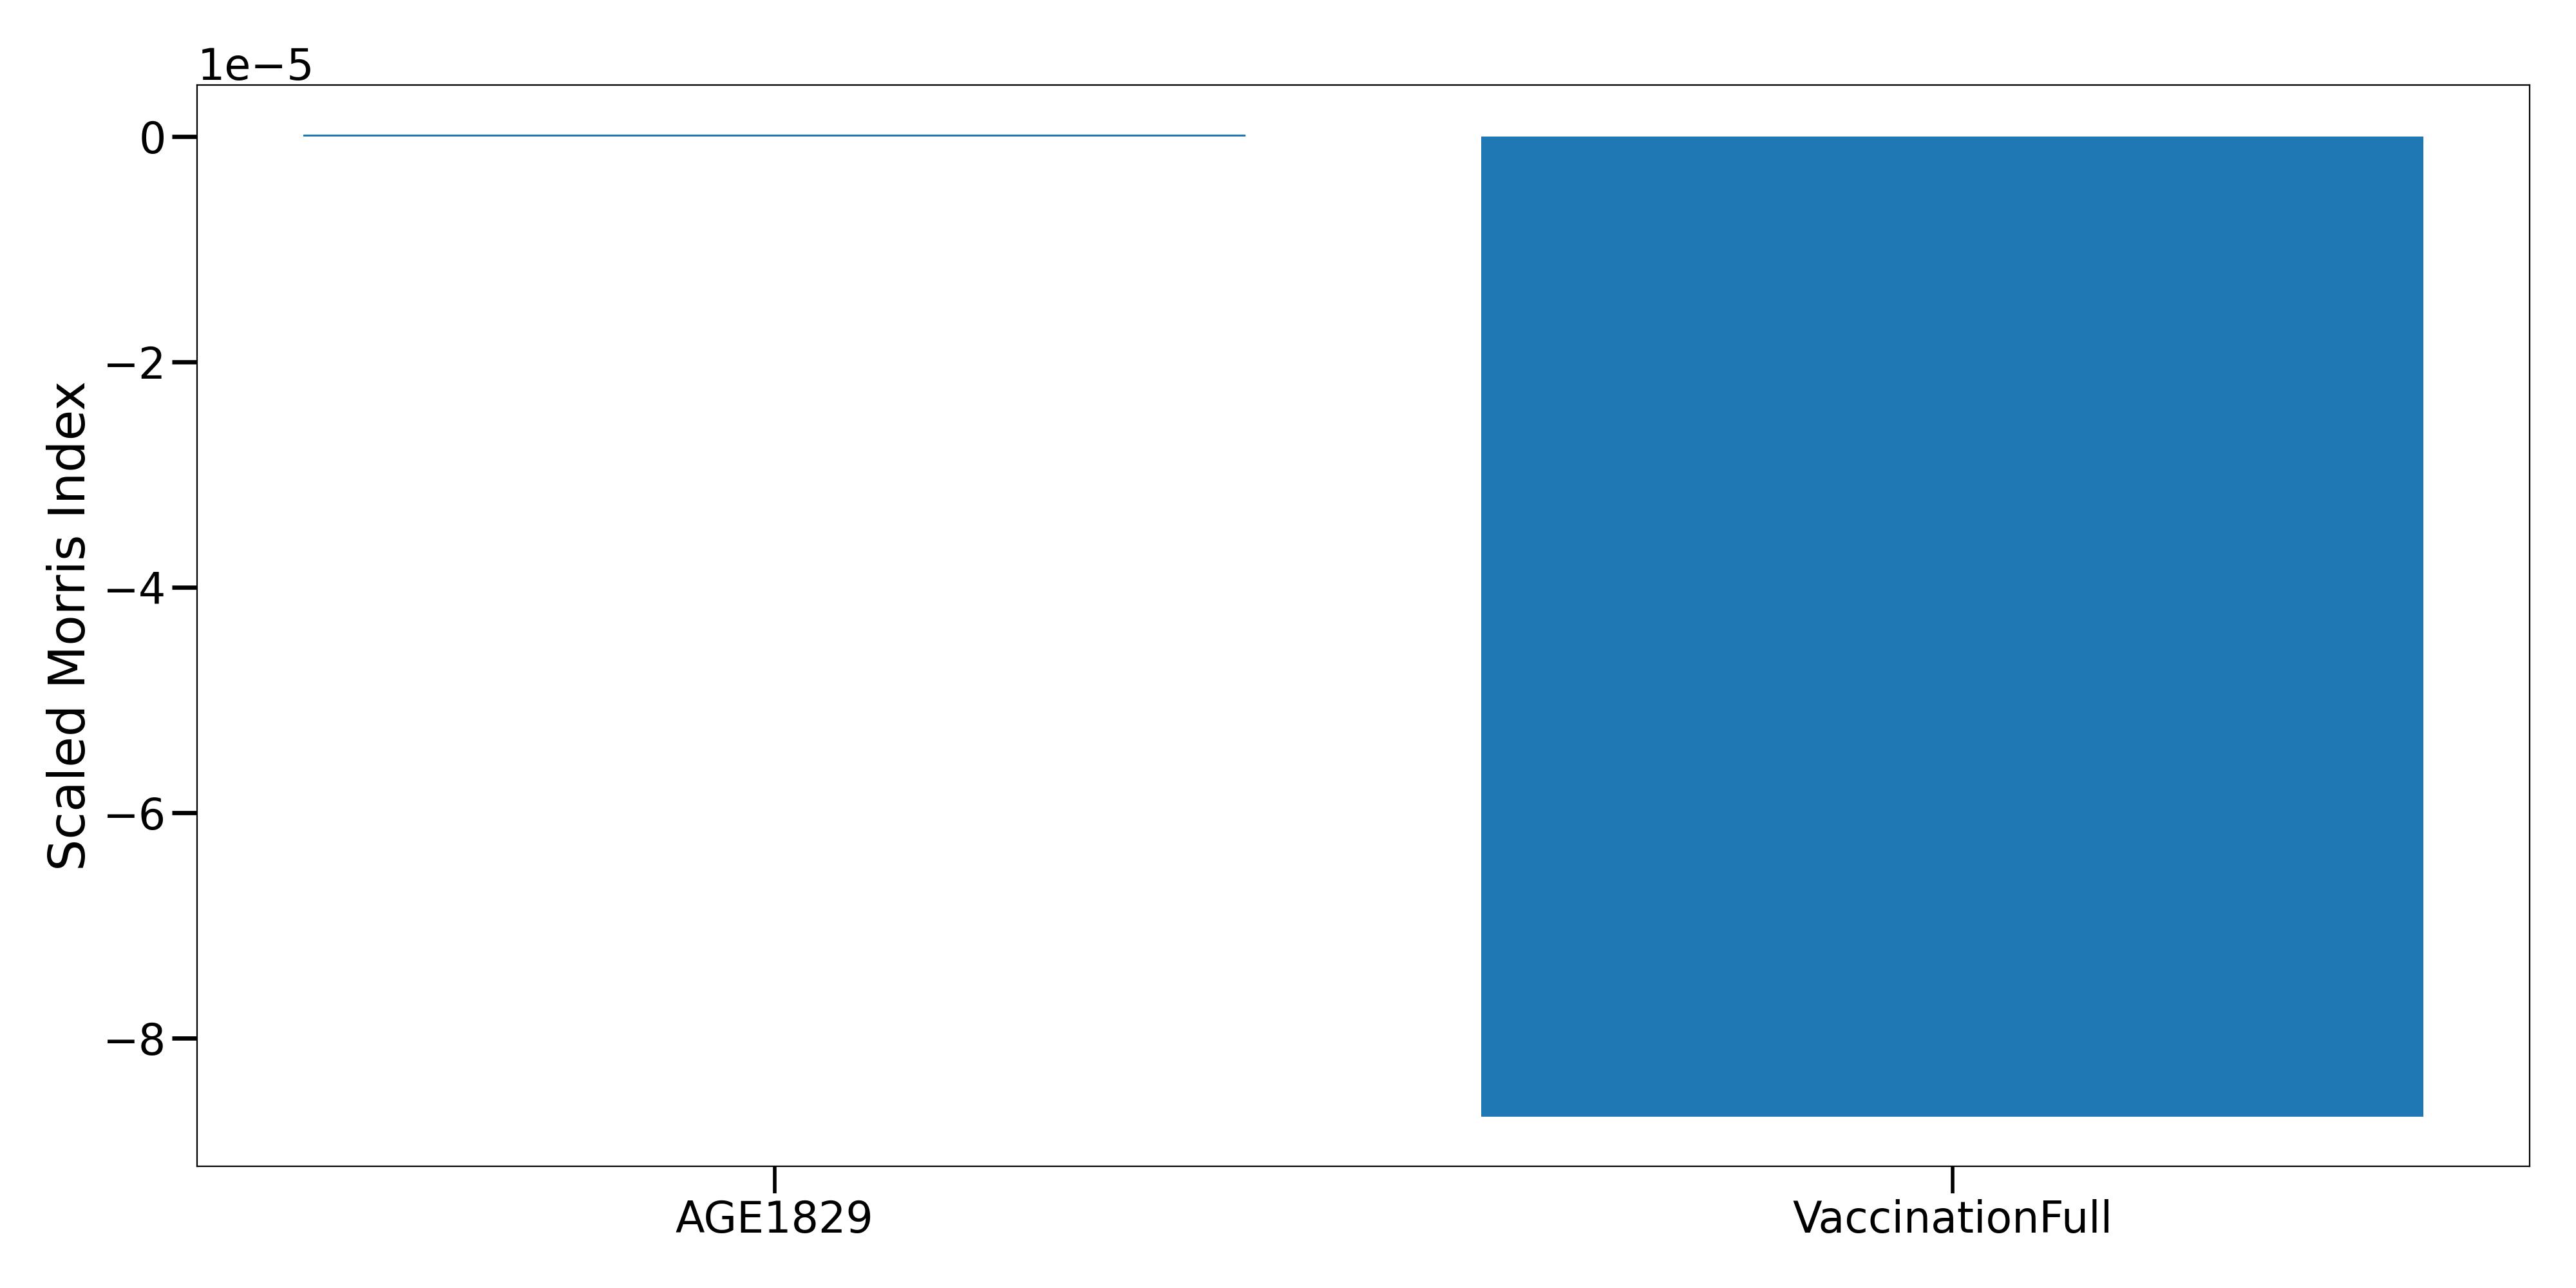 1e−5
0
−2
−4
−6
−8
Scaled Morris Index
AGE1829
VaccinationFull